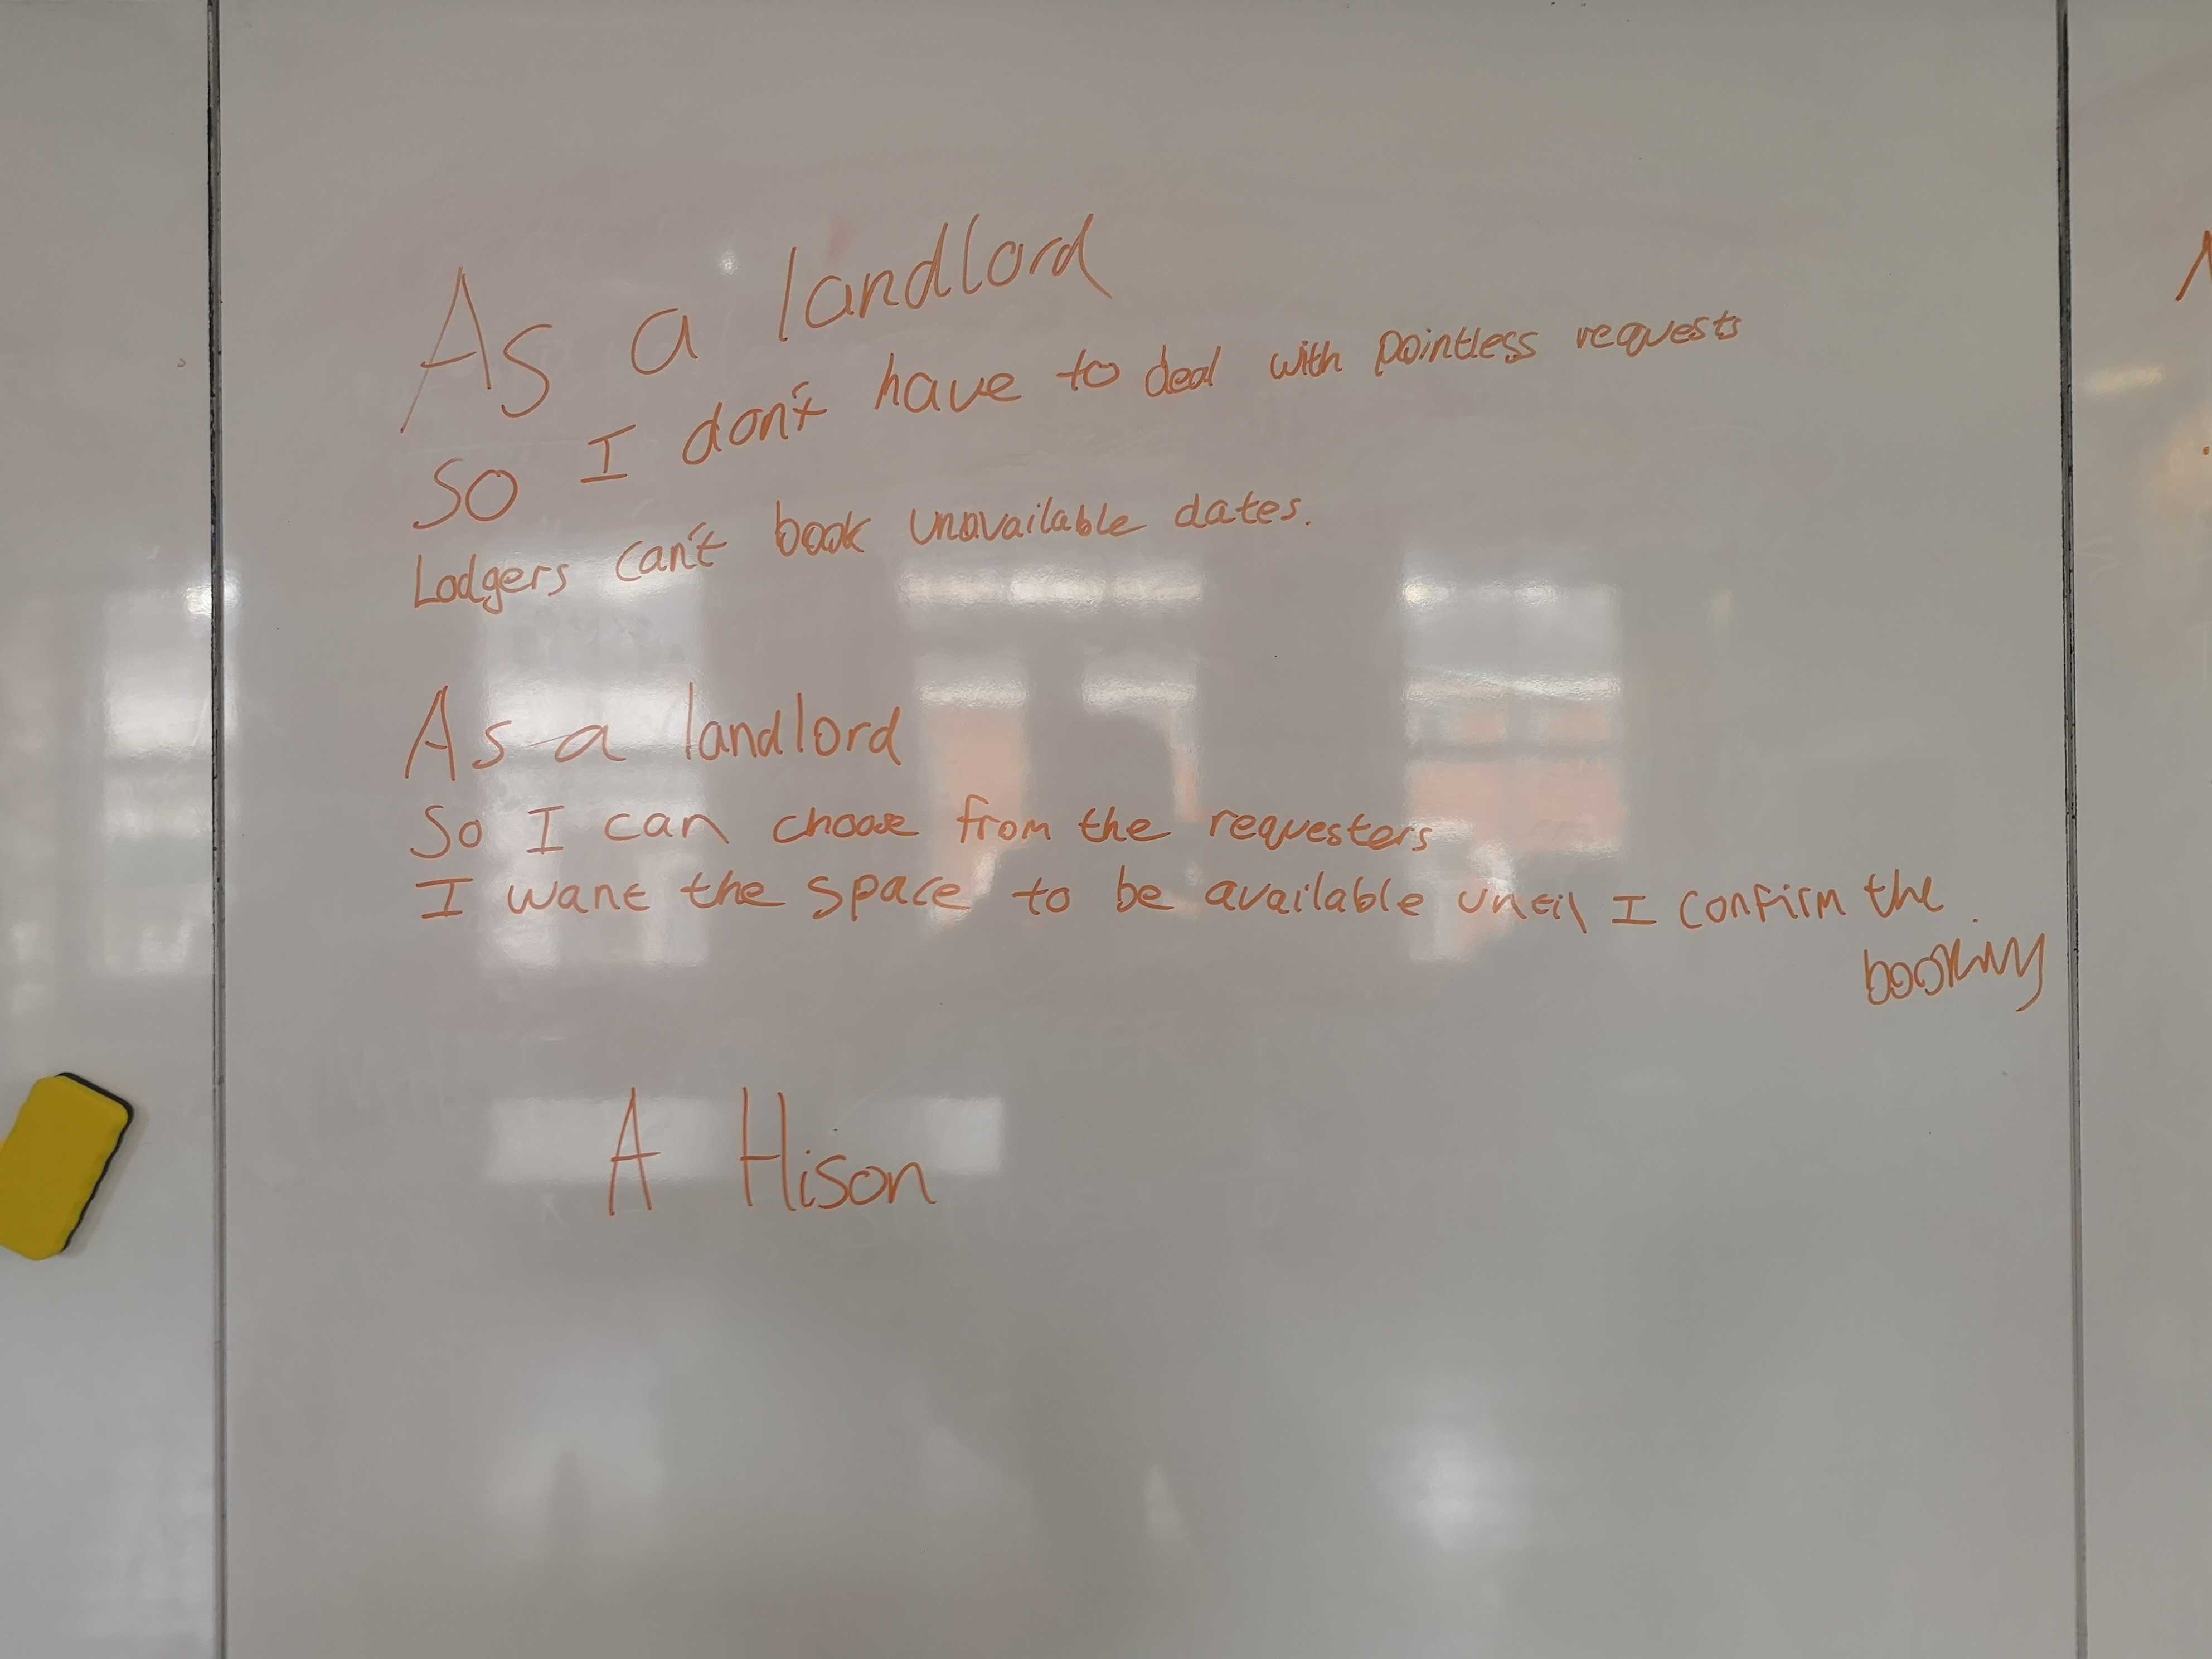 As a landlord
So I don't have to deal with pointless requests
Lodgers can't book unavailable dates.
As a landlord
So I can choose from the requesters
I want the space to be available until I confirm the
booking
A Hison